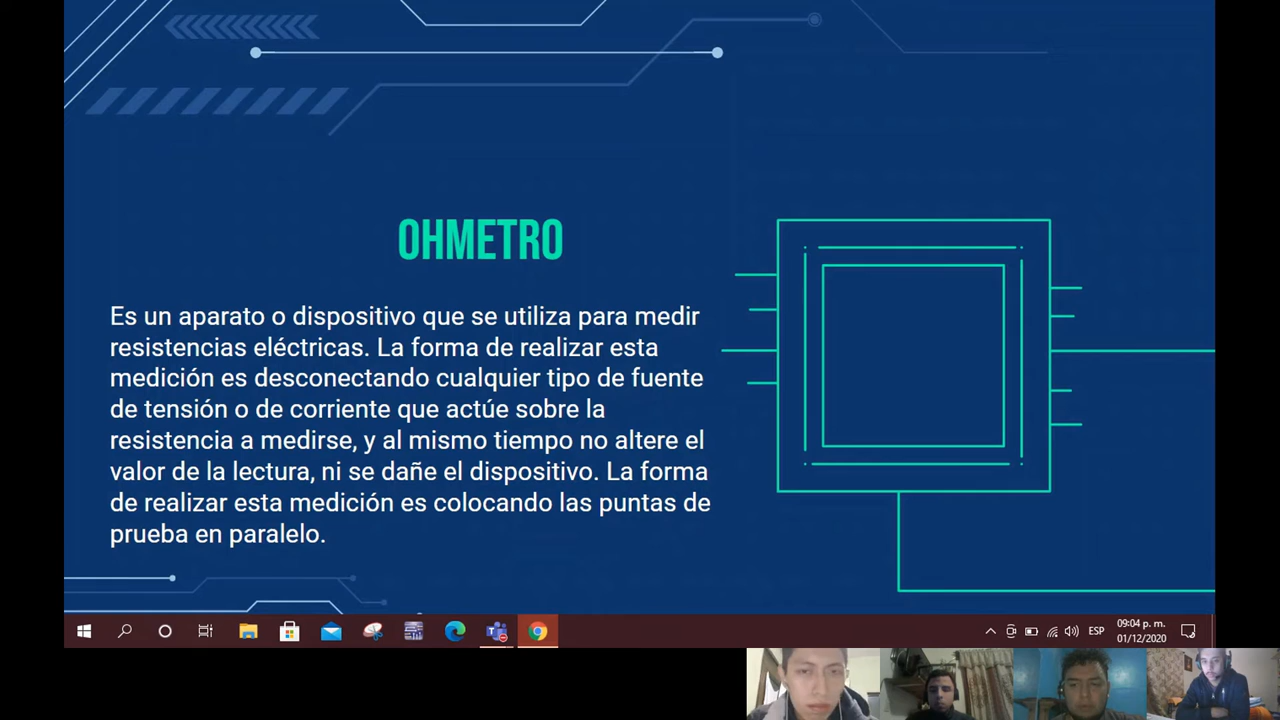 OHMETRO
Es un aparato o dispositivo que se utiliza para medir
resistencias eléctricas. La forma de realizar esta
medición es desconectando cualquier tipo de fuente
de tensión o de corriente que actúe sobre la
resistencia a medirse, y al mismo tiempo no altere el
valor de la lectura, ni se dañe el dispositivo. La forma
de realizar esta medición es colocando las puntas de
prueba en paralelo.
ESP
09:04 p. m.
01/12/2020